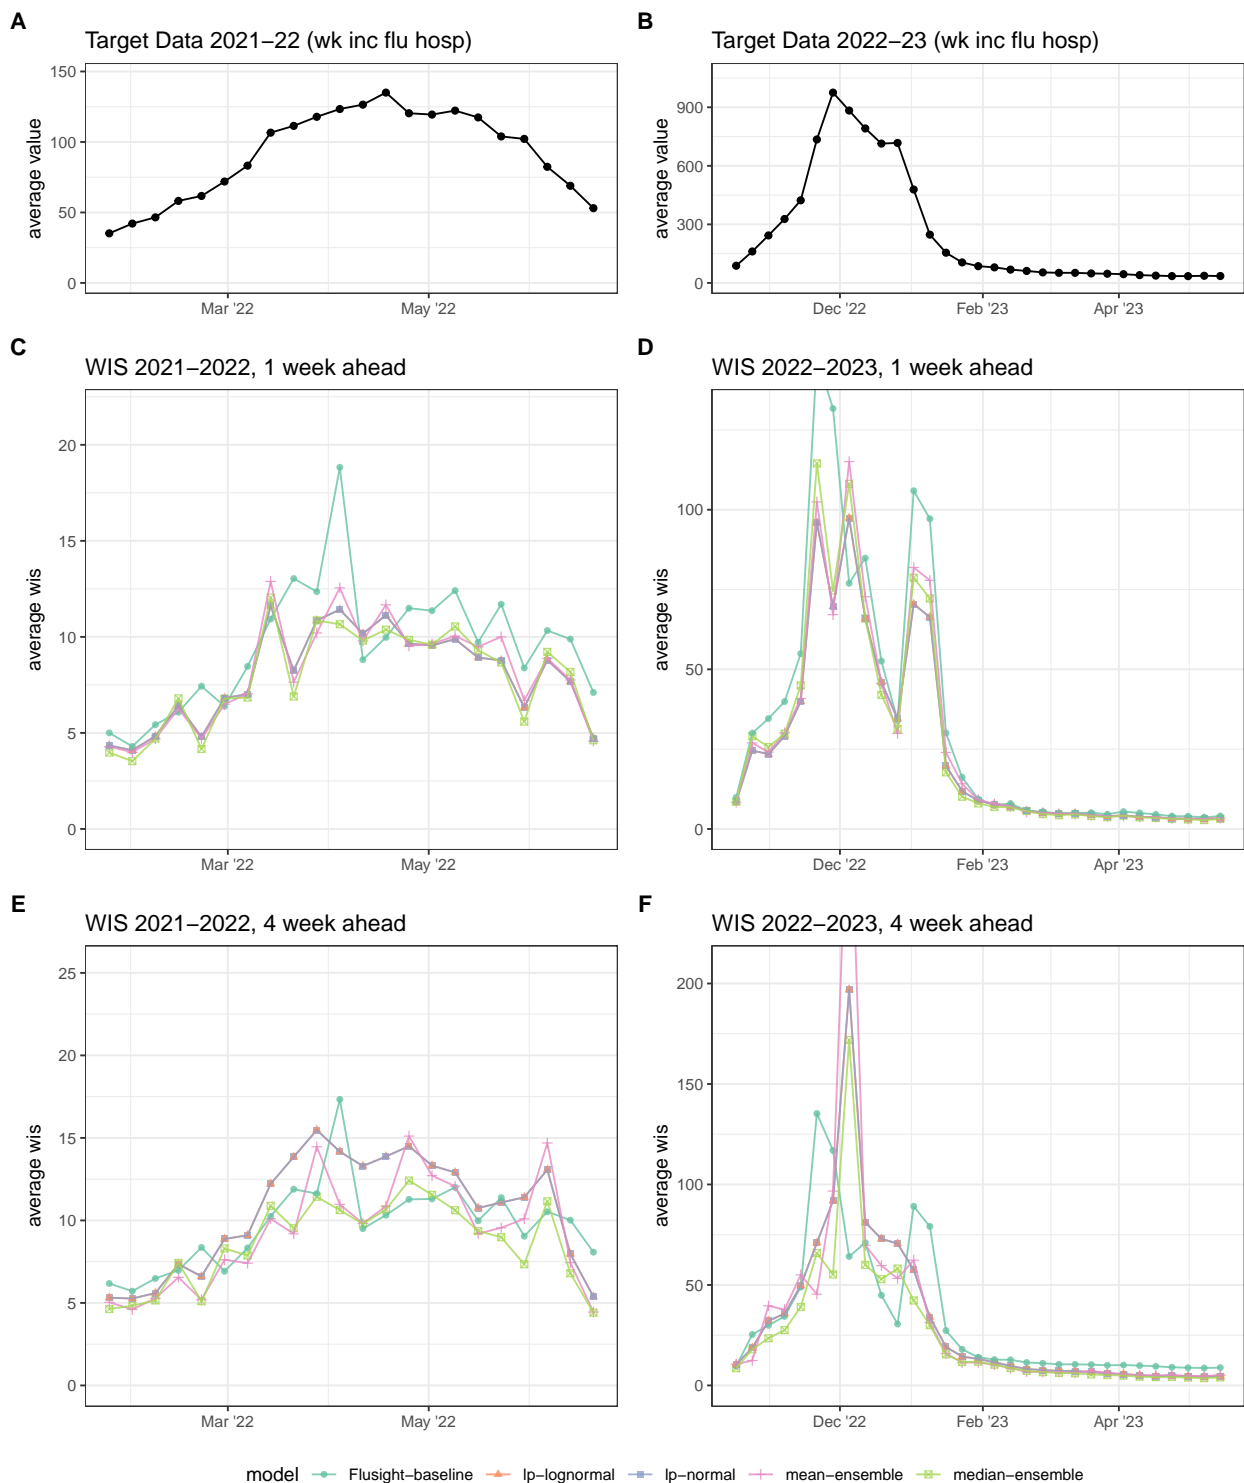 A
Target Data 2021−22 (wk inc flu hosp)
150
100
50
0
average value
Mar '22
May '22
B
Target Data 2022−23 (wk inc flu hosp)
900
600
300
0
average value
Dec '22
Feb '23
Apr '23
C
WIS 2021−2022, 1 week ahead
20
15
10
5
0
average wis
Mar '22
May '22
D
WIS 2022−2023, 1 week ahead
100
50
0
average wis
Dec '22
Feb '23
Apr '23
E
WIS 2021−2022, 4 week ahead
25
20
15
10
5
0
average wis
Mar '22
May '22
F
WIS 2022−2023, 4 week ahead
200
150
100
50
0
average wis
Dec '22
Feb '23
Apr '23
model Flusight−baseline lp−lognormal lp−normal mean−ensemble median−ensemble